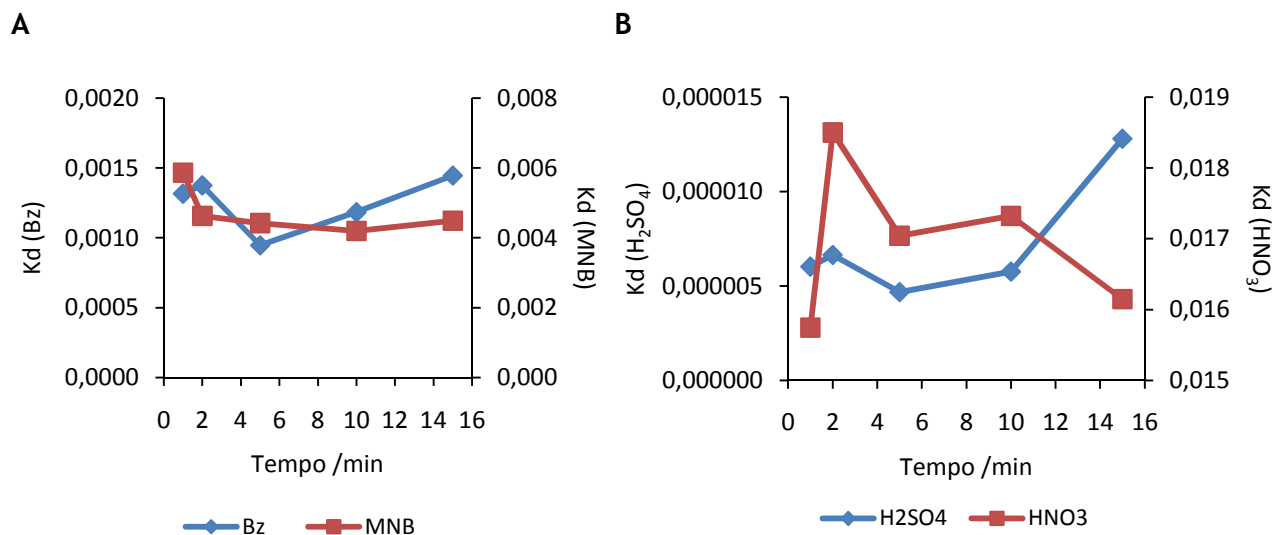 A
0,0020
0,0015
0,0010
0,0005
0,0000
Kd (Bz)
0,008
0,006
0,004
0,002
0,000
Kd (MNB)
0 2 4 6 8 10 12 14 16
Tempo /min
Bz MNB
B
0,000015
0,000010
0,000005
0,000000
Kd (H₂SO₄)
0,019
0,018
0,017
0,016
0,015
Kd (HNO₃)
0 2 4 6 8 10 12 14 16
Tempo /min
H2SO4 HNO3